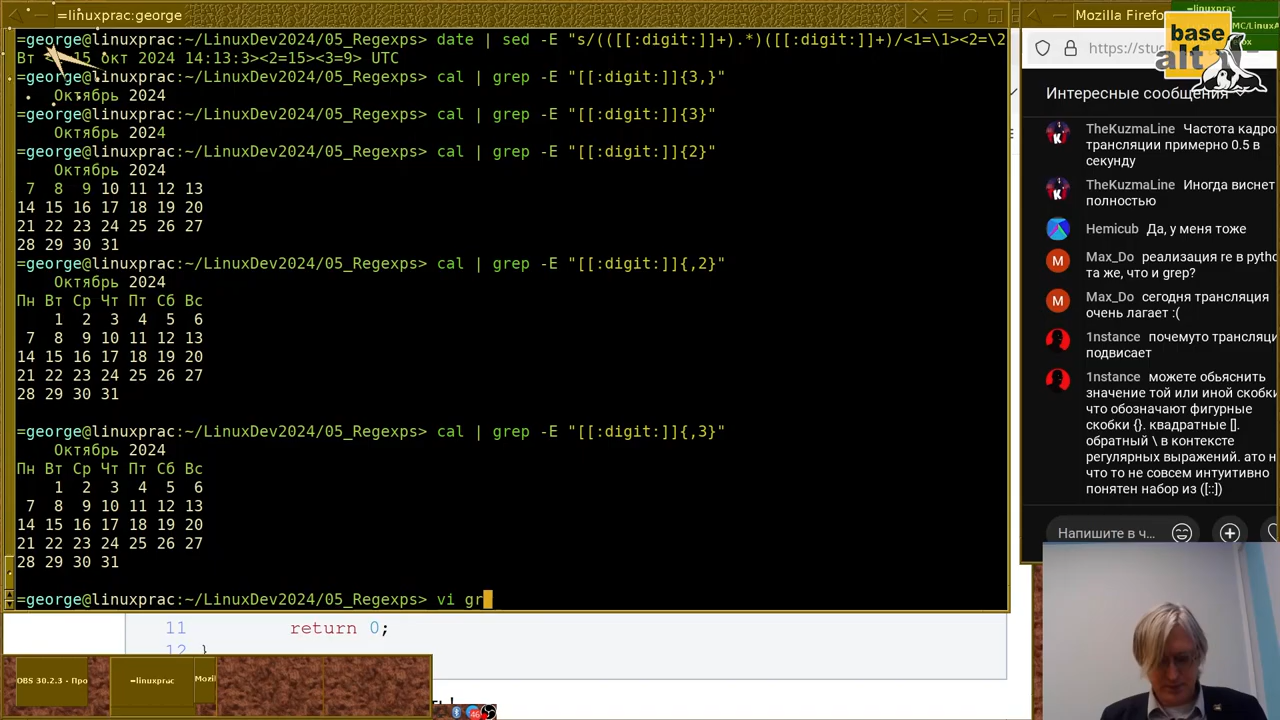 =linuxprac:george
=george@linuxprac:~/LinuxDev2024/05_Regexps> date | sed -E "s/(([[:digit:]]+).*)([[:digit:]]+)/<1=\1><2=\2
Вт 15 окт 2024 14:13:3><2=15><3=9> UTC
=george@linuxprac:~/LinuxDev2024/05_Regexps> cal | grep -E "[[:digit:]]{3,}"
Октябрь 2024
=george@linuxprac:~/LinuxDev2024/05_Regexps> cal | grep -E "[[:digit:]]{3}"
Октябрь 2024
=george@linuxprac:~/LinuxDev2024/05_Regexps> cal | grep -E "[[:digit:]]{2}"
Октябрь 2024
7 8 9 10 11 12 13
14 15 16 17 18 19 20
21 22 23 24 25 26 27
28 29 30 31
=george@linuxprac:~/LinuxDev2024/05_Regexps> cal | grep -E "[[:digit:]]{,2}"
Октябрь 2024
Пн Вт Ср Чт Пт Сб Вс
1 2 3 4 5 6
7 8 9 10 11 12 13
14 15 16 17 18 19 20
21 22 23 24 25 26 27
28 29 30 31
=george@linuxprac:~/LinuxDev2024/05_Regexps> cal | grep -E "[[:digit:]]{,3}"
Октябрь 2024
Пн Вт Ср Чт Пт Сб Вс
1 2 3 4 5 6
7 8 9 10 11 12 13
14 15 16 17 18 19 20
21 22 23 24 25 26 27
28 29 30 31
=george@linuxprac:~/LinuxDev2024/05_Regexps> vi gr
11 return 0;
12 }
OBS 30.2.3 - Про
=linuxprac
Mozil
46
Mozilla Firefo
=linuxprac
https://stu
base
alt
Интересные сообщения
TheKuzmaLine Частота кадро
трансляции примерно 0.5 в
секунду
TheKuzmaLine Иногда виснет
полностью
Hemicub Да, у меня тоже
Max_Do реализация re в pytho
та же, что и grep?
Max_Do сегодня трансляция
очень лагает :(
1nstance почемуто трансляци
подвисает
1nstance можете обьяснить
значение той или иной скобки
что обозначают фигурные
скобки {}. квадратные [].
обратный \ в контексте
регулярных выражений. ато н
что то не совсем интуитивно
понятен набор из ([::])
Напишите в ч...